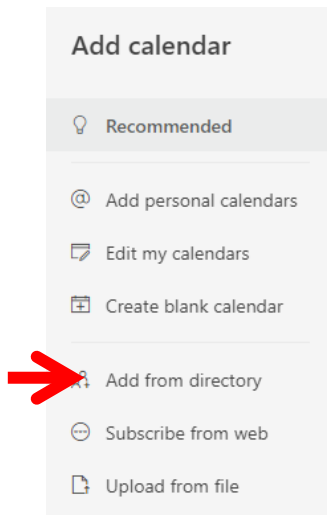 Add calendar
Recommended
Add personal calendars
Edit my calendars
Create blank calendar
Add from directory
Subscribe from web
Upload from file